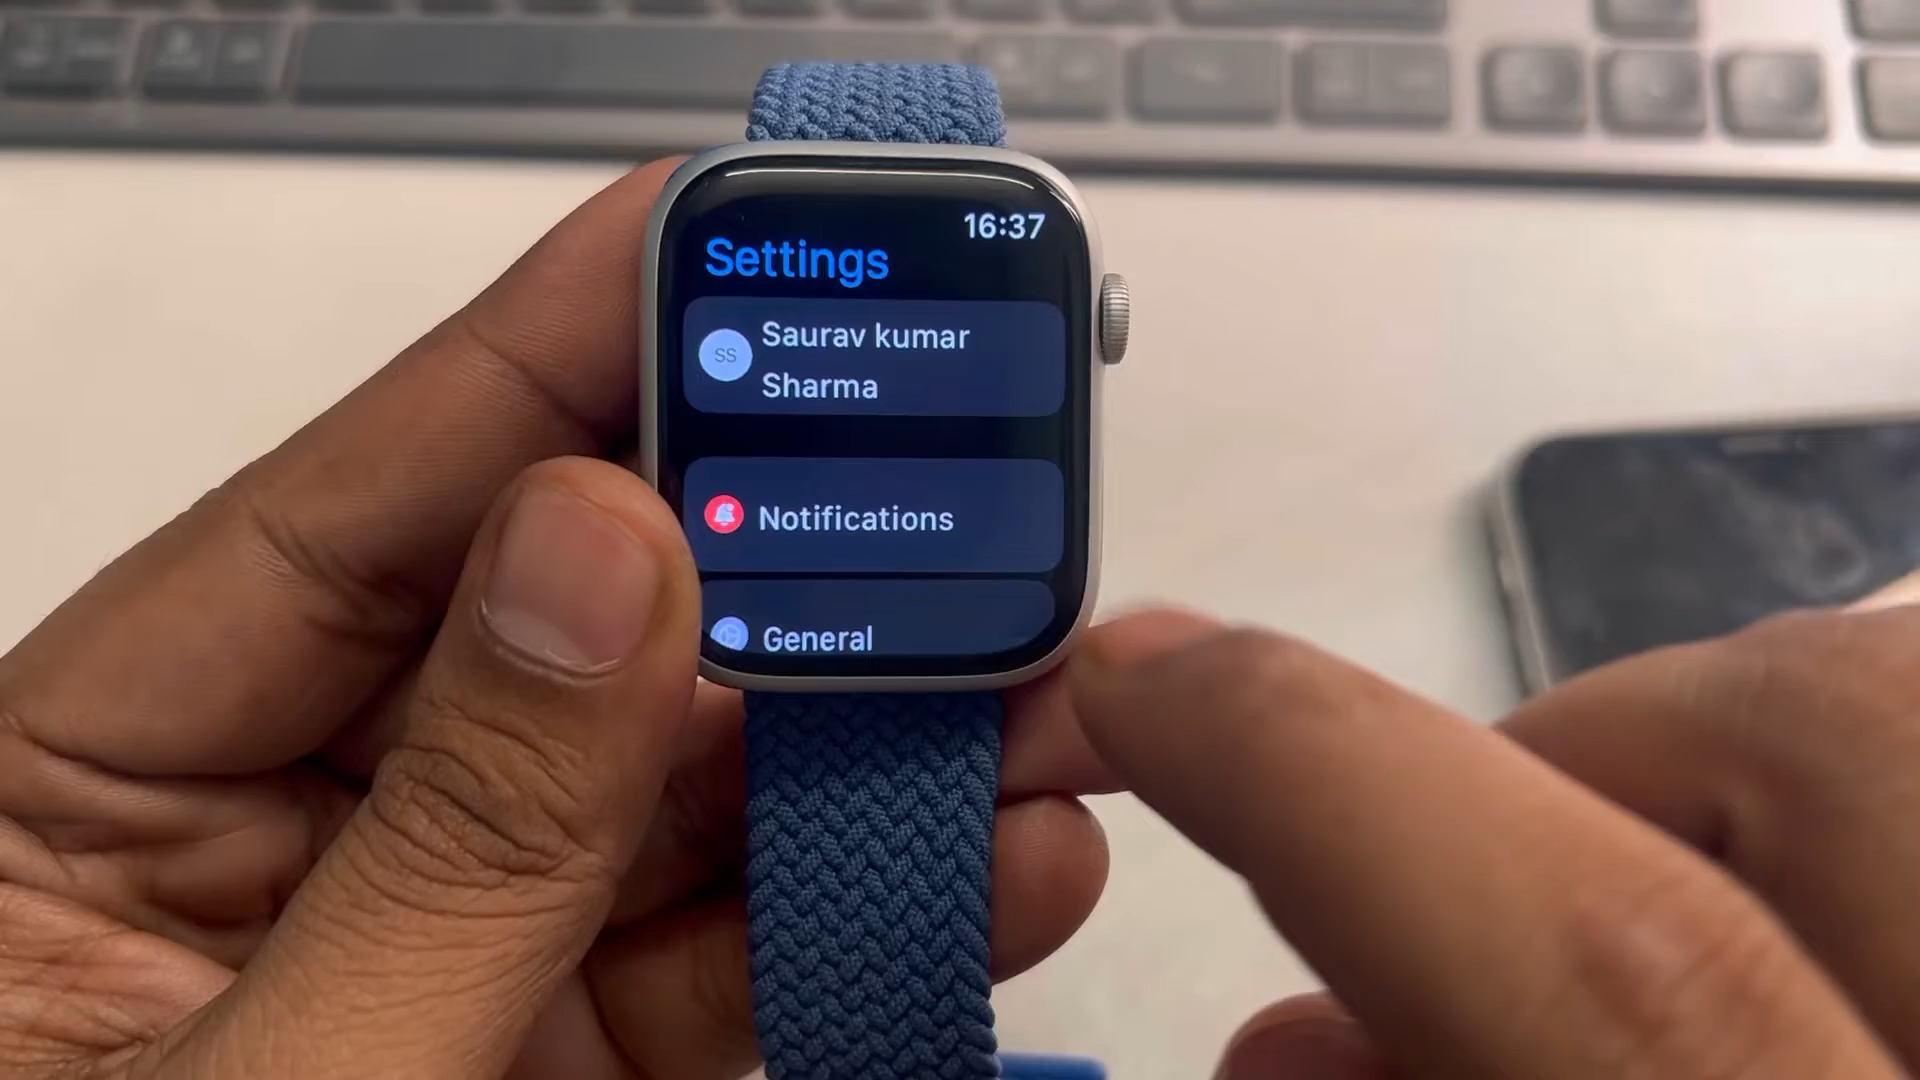 16:37
Settings
SS
Saurav kumar
Sharma
Notifications
General